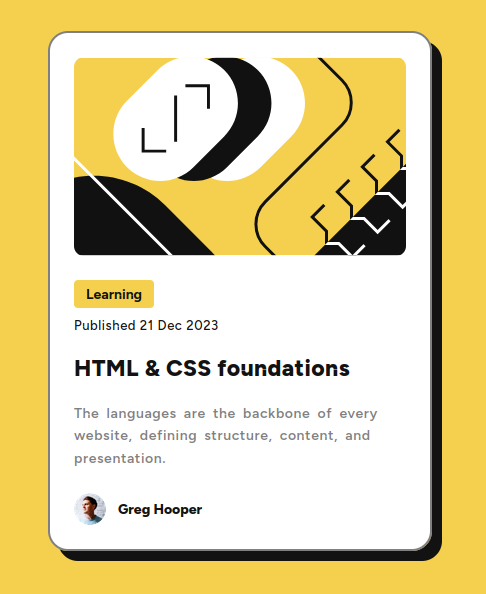 Learning
Published 21 Dec 2023
HTML & CSS foundations
The languages are the backbone of every
website, defining structure, content, and
presentation.
Greg Hooper